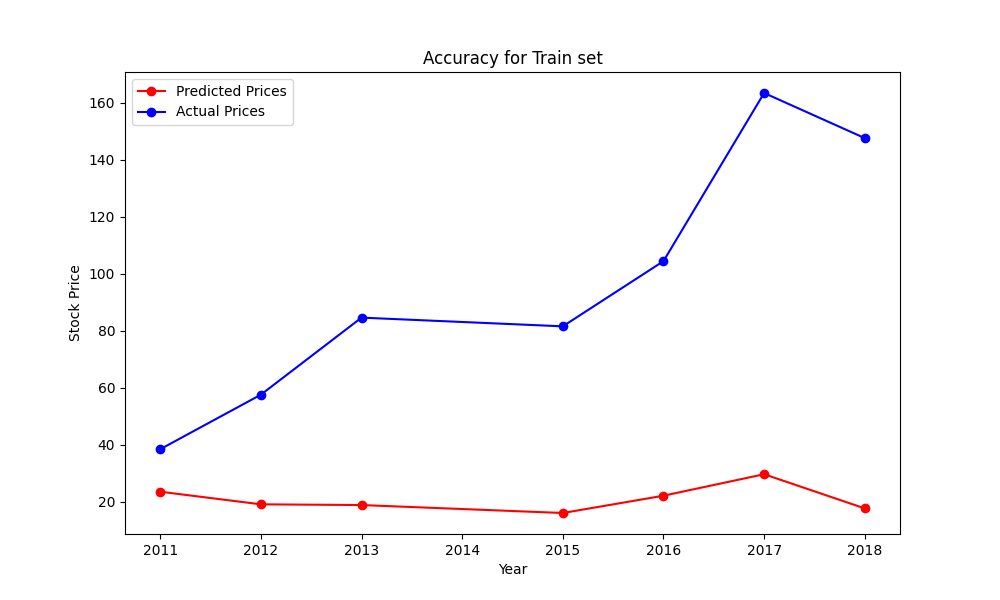 Accuracy for Train set
Predicted Prices
Actual Prices
160
140
120
100
80
60
40
20
Stock Price
2011 2012 2013 2014 2015 2016 2017 2018
Year